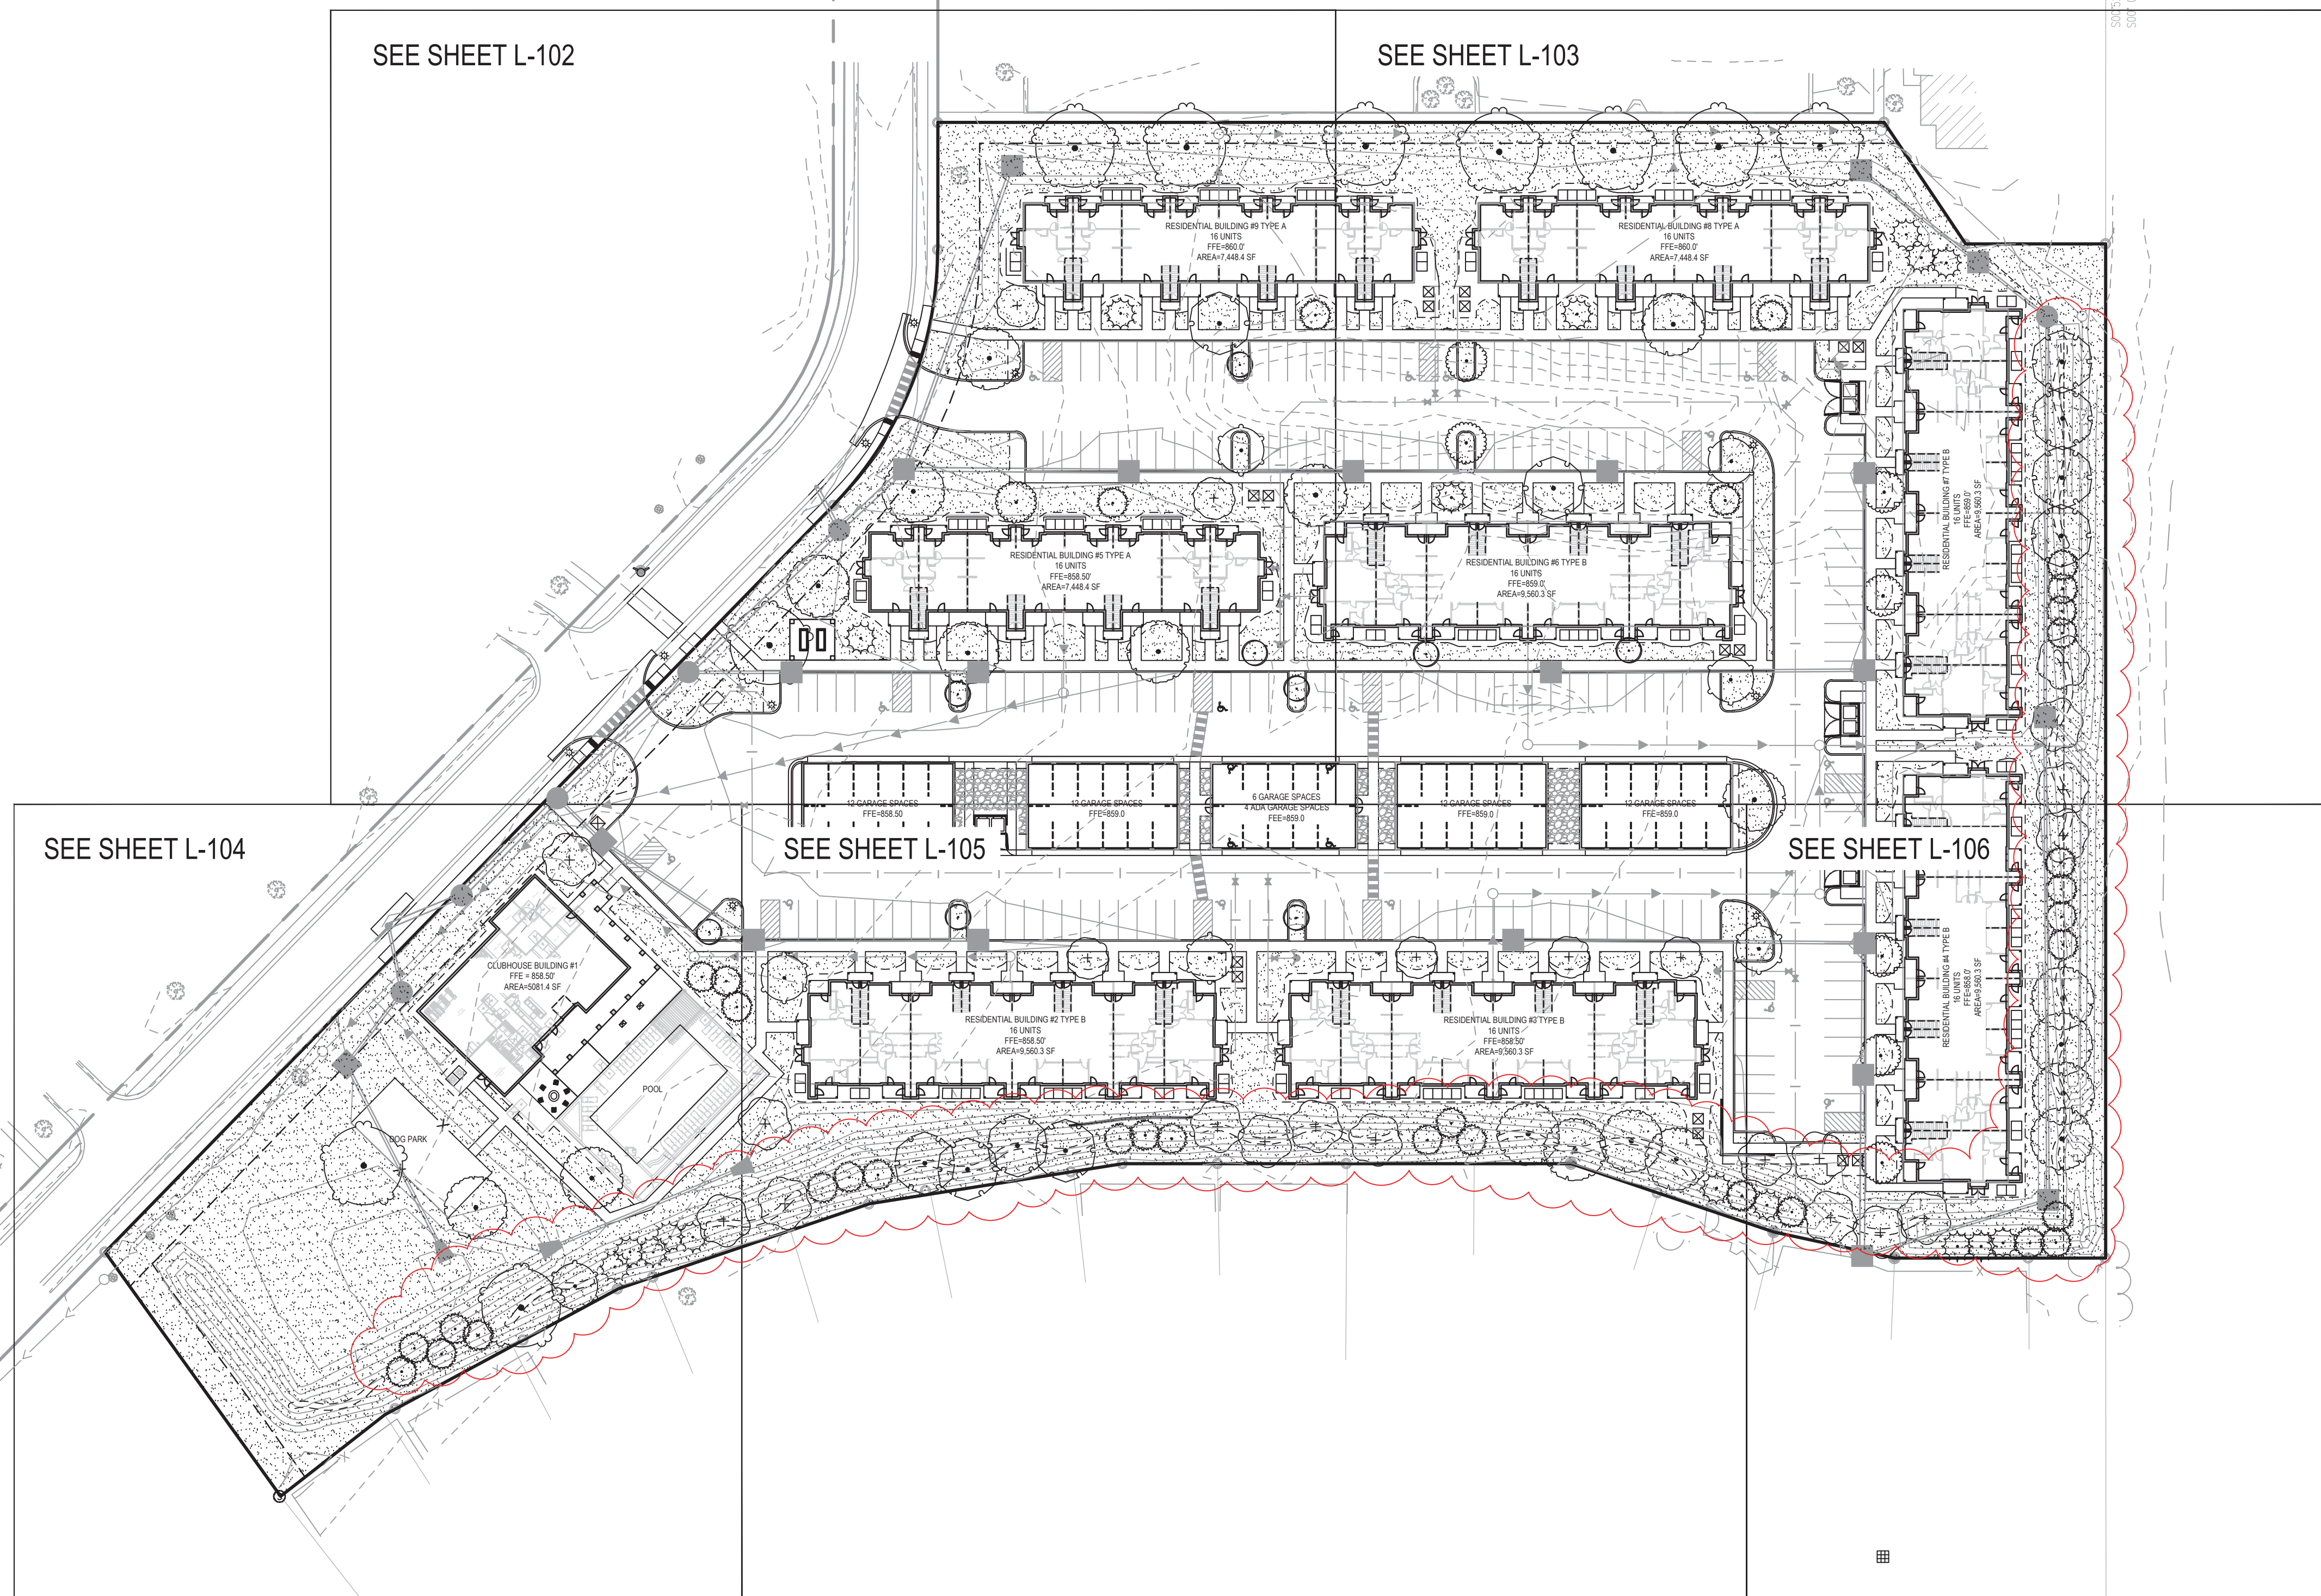 SEE SHEET L-102
SEE SHEET L-103
RESIDENTIAL BUILDING #9 TYPE A
16 UNITS
FFE=860.0'
AREA=7,448.4 SF
RESIDENTIAL BUILDING #8 TYPE A
16 UNITS
FFE=860.0'
AREA=7,448.4 SF
RESIDENTIAL BUILDING #7 TYPE B
16 UNITS
FFE=859.0'
AREA=9,560.3 SF
RESIDENTIAL BUILDING #5 TYPE A
16 UNITS
FFE=858.50'
AREA=7,448.4 SF
RESIDENTIAL BUILDING #6 TYPE B
16 UNITS
FFE=859.0'
AREA=9,560.3 SF
12 GARAGE SPACES
FFE=858.50
12 GARAGE SPACES
FFE=859.0
6 GARAGE SPACES
4 ADA GARAGE SPACES
FEE=859.0
12 GARAGE SPACES
FFE=859.0
12 GARAGE SPACES
FFE=859.0
SEE SHEET L-104
SEE SHEET L-105
SEE SHEET L-106
CLUBHOUSE BUILDING #1
FFE = 858.50'
AREA=5081.4 SF
POOL
DOG PARK
RESIDENTIAL BUILDING #2 TYPE B
16 UNITS
FFE=858.50'
AREA=9,560.3 SF
RESIDENTIAL BUILDING #3 TYPE B
16 UNITS
FFE=858.50'
AREA=9,560.3 SF
RESIDENTIAL BUILDING #4 TYPE B
16 UNITS
FFE=858.0'
AREA=9,560.3 SF